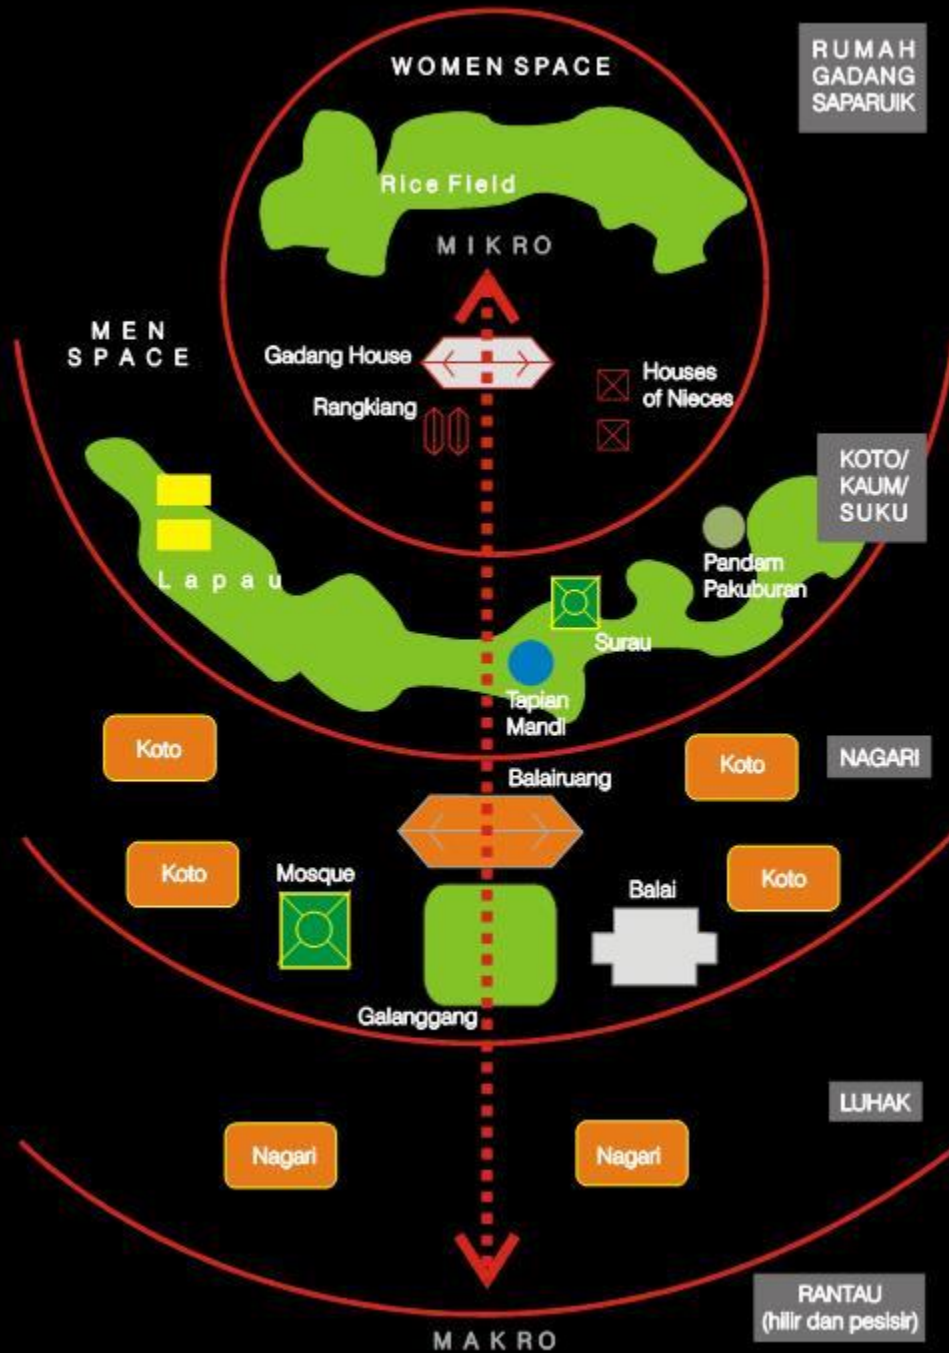 WOMEN SPACE
RUMAH
GADANG
SAPARUIK
Rice Field
MIKRO
MEN
SPACE
Gadang House
Rangkiang
Houses
of Nieces
KOTO/
KAUM/
SUKU
Lapau
Pandam
Pakuburan
Surau
Tapian
Mandi
Koto
Koto
NAGARI
Balairuang
Koto
Mosque
Balai
Koto
Galanggang
LUHAK
Nagari
Nagari
RANTAU
(hilir dan pesisir)
MAKRO